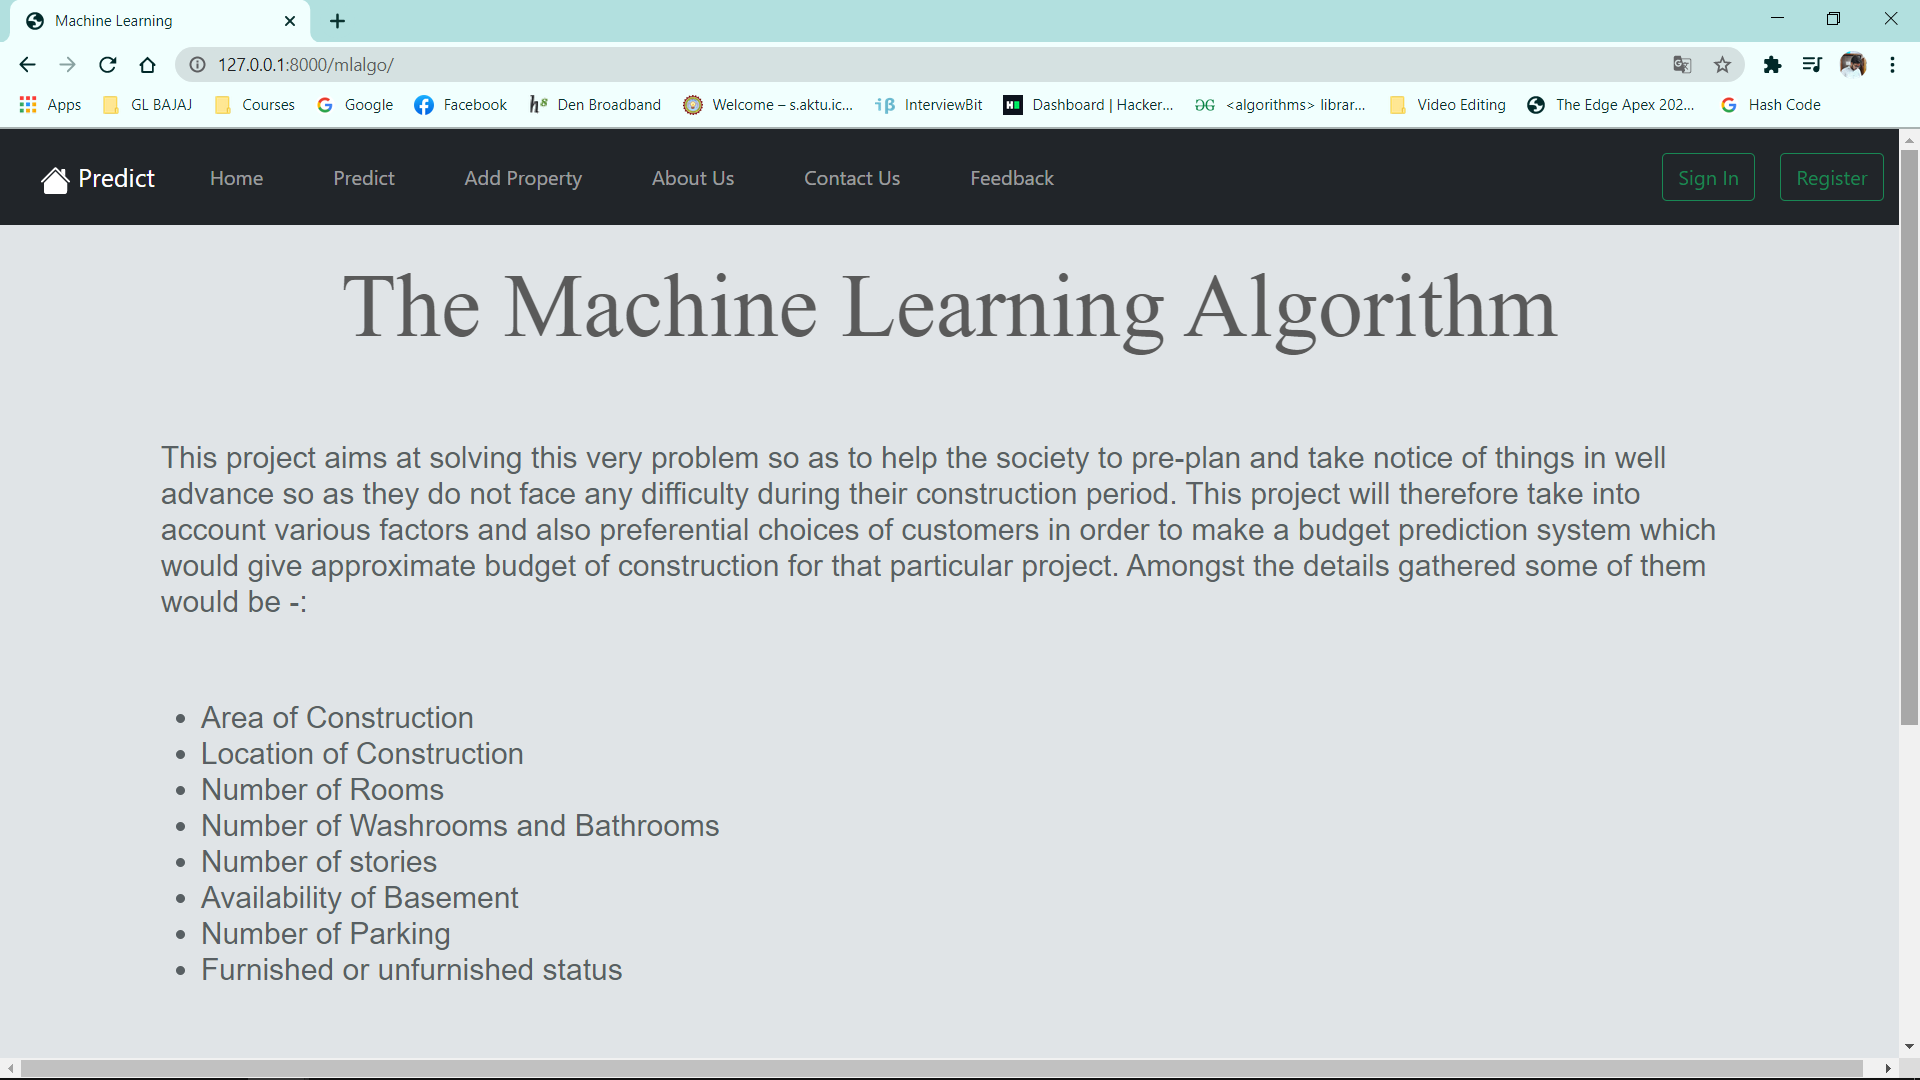 Machine Learning
127.0.0.1:8000/mlalgo/
Apps GL BAJAJ Courses Google Facebook Den Broadband Welcome – s.aktu.ic... InterviewBit Dashboard | Hacker... <algorithms> librar... Video Editing The Edge Apex 202... Hash Code
Predict Home Predict Add Property About Us Contact Us Feedback Sign In Register
The Machine Learning Algorithm
This project aims at solving this very problem so as to help the society to pre-plan and take notice of things in well
advance so as they do not face any difficulty during their construction period. This project will therefore take into
account various factors and also preferential choices of customers in order to make a budget prediction system which
would give approximate budget of construction for that particular project. Amongst the details gathered some of them
would be -:
• Area of Construction
• Location of Construction
• Number of Rooms
• Number of Washrooms and Bathrooms
• Number of stories
• Availability of Basement
• Number of Parking
• Furnished or unfurnished status